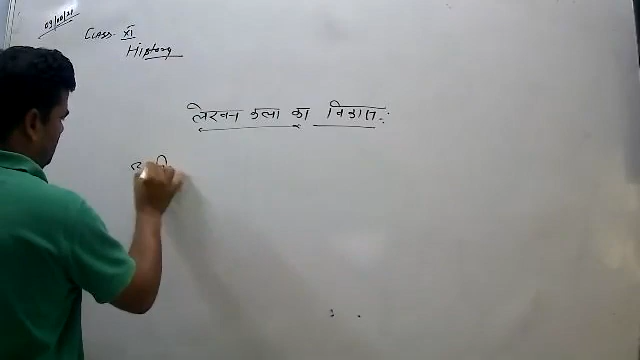 Class XI
History
लेखन कला का विकास :